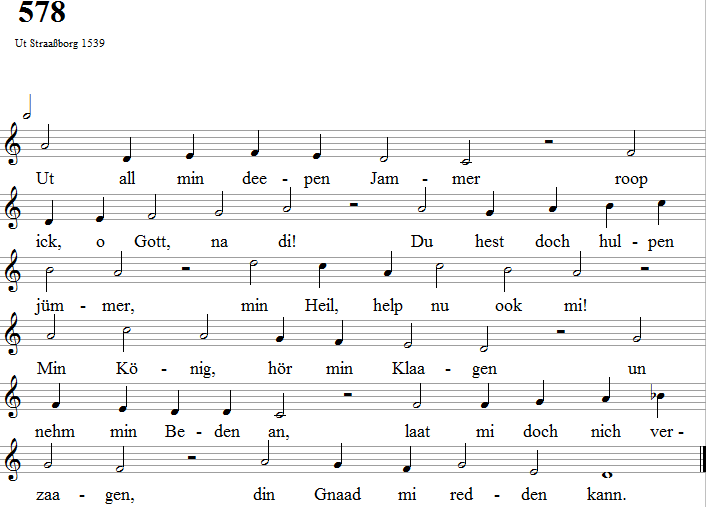 578
Ut Straaßborg 1539
Ut all min dee - pen Jam - mer roop
ick, o Gott, na di! Du hest doch hul - pen
jüm - mer, min Heil, help nu ook mi!
Min Kö - nig, hör min Klaa - gen un
nehm min Be - den an, laat mi doch nich ver -
zaa - gen, din Gnaad mi red - den kann.